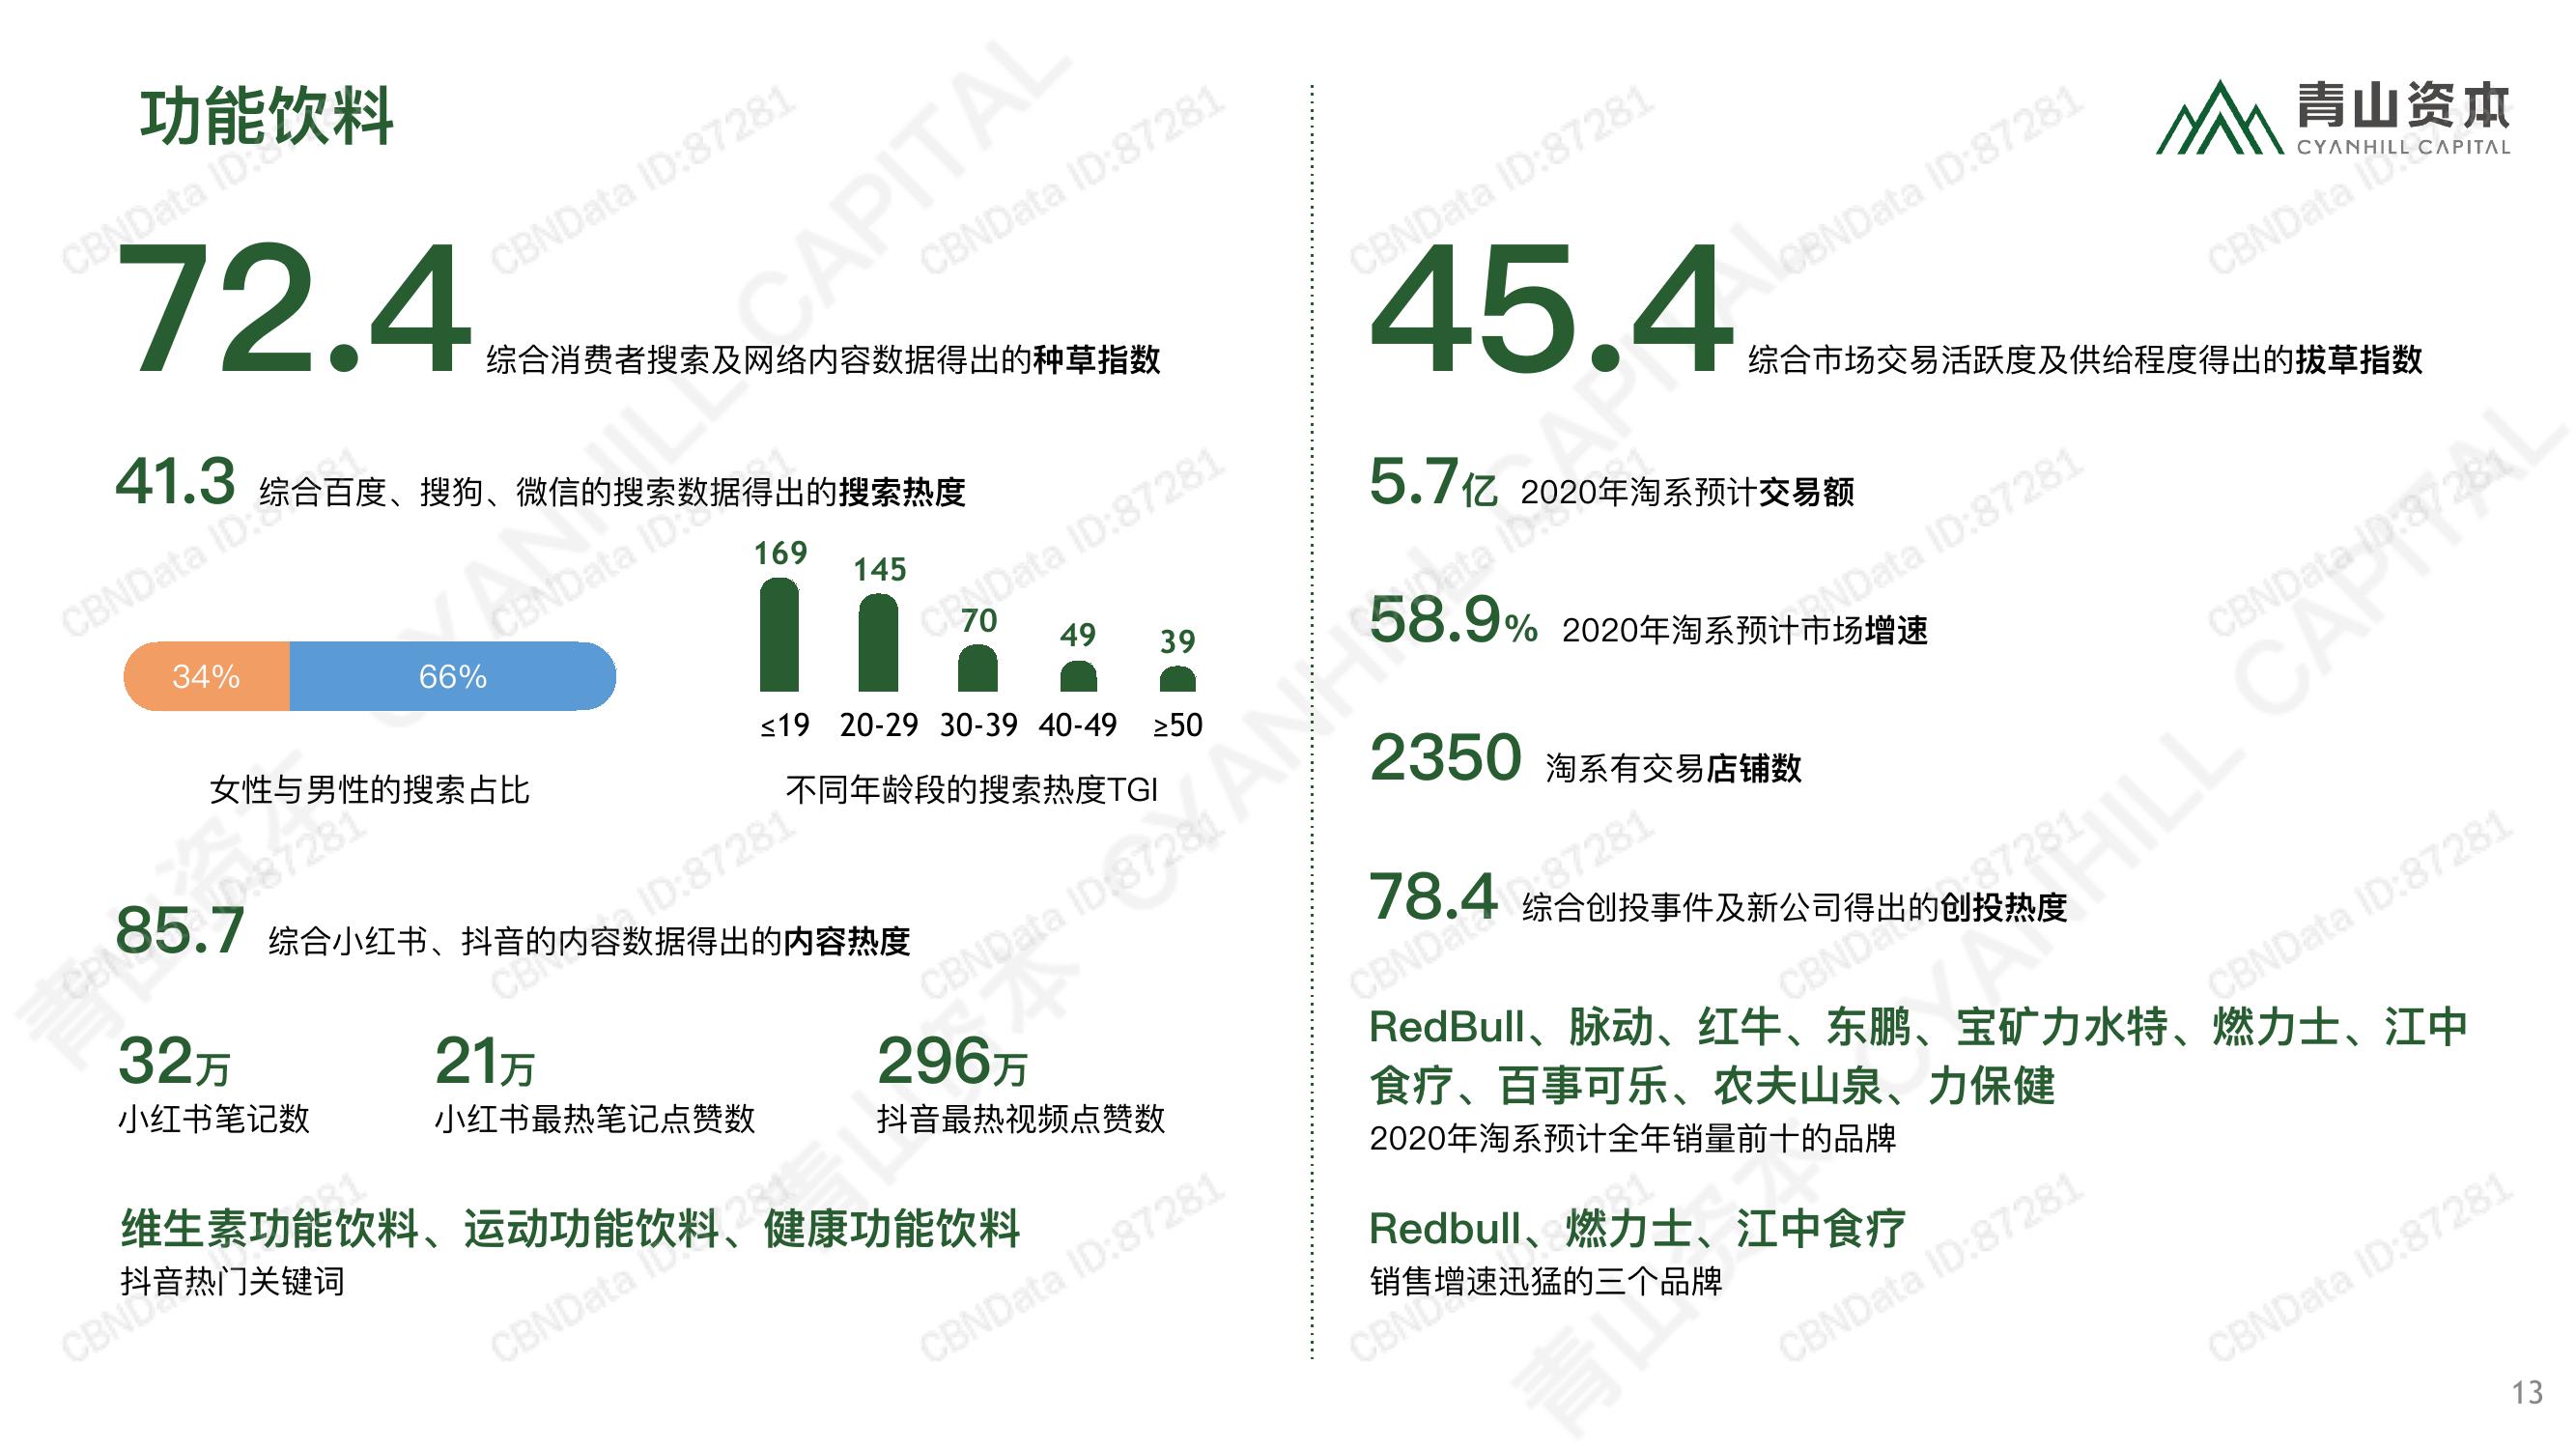 功能饮料
青山资本
CYANHILL CAPITAL
72.4 综合消费者搜索及网络内容数据得出的种草指数
41.3 综合百度、搜狗、微信的搜索数据得出的搜索热度
34% 66%
女性与男性的搜索占比
169 145 70 49 39
≤19 20-29 30-39 40-49 ≥50
不同年龄段的搜索热度TGI
85.7 综合小红书、抖音的内容数据得出的内容热度
32万 21万 296万
小红书笔记数 小红书最热笔记点赞数 抖音最热视频点赞数
维生素功能饮料、运动功能饮料、健康功能饮料
抖音热门关键词
45.4 综合市场交易活跃度及供给程度得出的拔草指数
5.7亿 2020年淘系预计交易额
58.9% 2020年淘系预计市场增速
2350 淘系有交易店铺数
78.4 综合创投事件及新公司得出的创投热度
RedBull、脉动、红牛、东鹏、宝矿力水特、燃力士、江中
食疗、百事可乐、农夫山泉、力保健
2020年淘系预计全年销量前十的品牌
Redbull、燃力士、江中食疗
销售增速迅猛的三个品牌
13
青山资本 CYANHILL CAPITAL
CBNData ID:87281